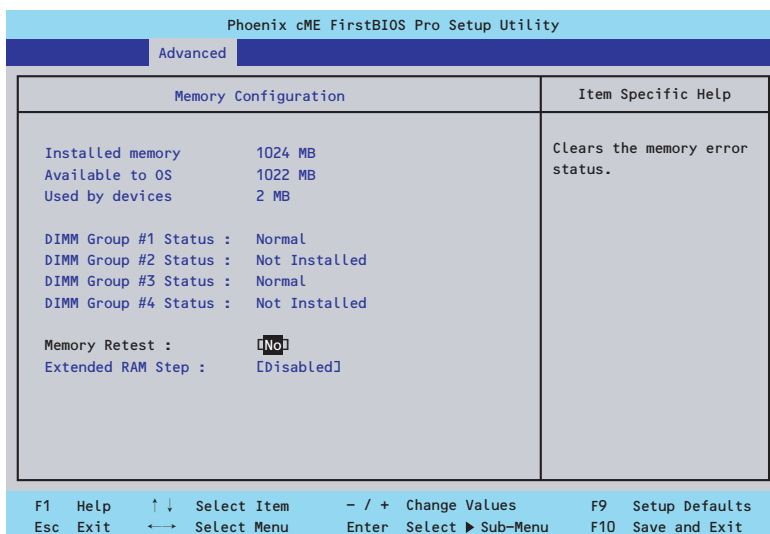 Phoenix cME FirstBIOS Pro Setup Utility
Advanced
Memory Configuration
Item Specific Help
Installed memory 1024 MB
Available to OS 1022 MB
Used by devices 2 MB
DIMM Group #1 Status : Normal
DIMM Group #2 Status : Not Installed
DIMM Group #3 Status : Normal
DIMM Group #4 Status : Not Installed
Memory Retest : [No]
Extended RAM Step : [Disabled]
Clears the memory error
status.
F1 Help ↑↓ Select Item - / + Change Values F9 Setup Defaults
Esc Exit ←→ Select Menu Enter Select ▶ Sub-Menu F10 Save and Exit